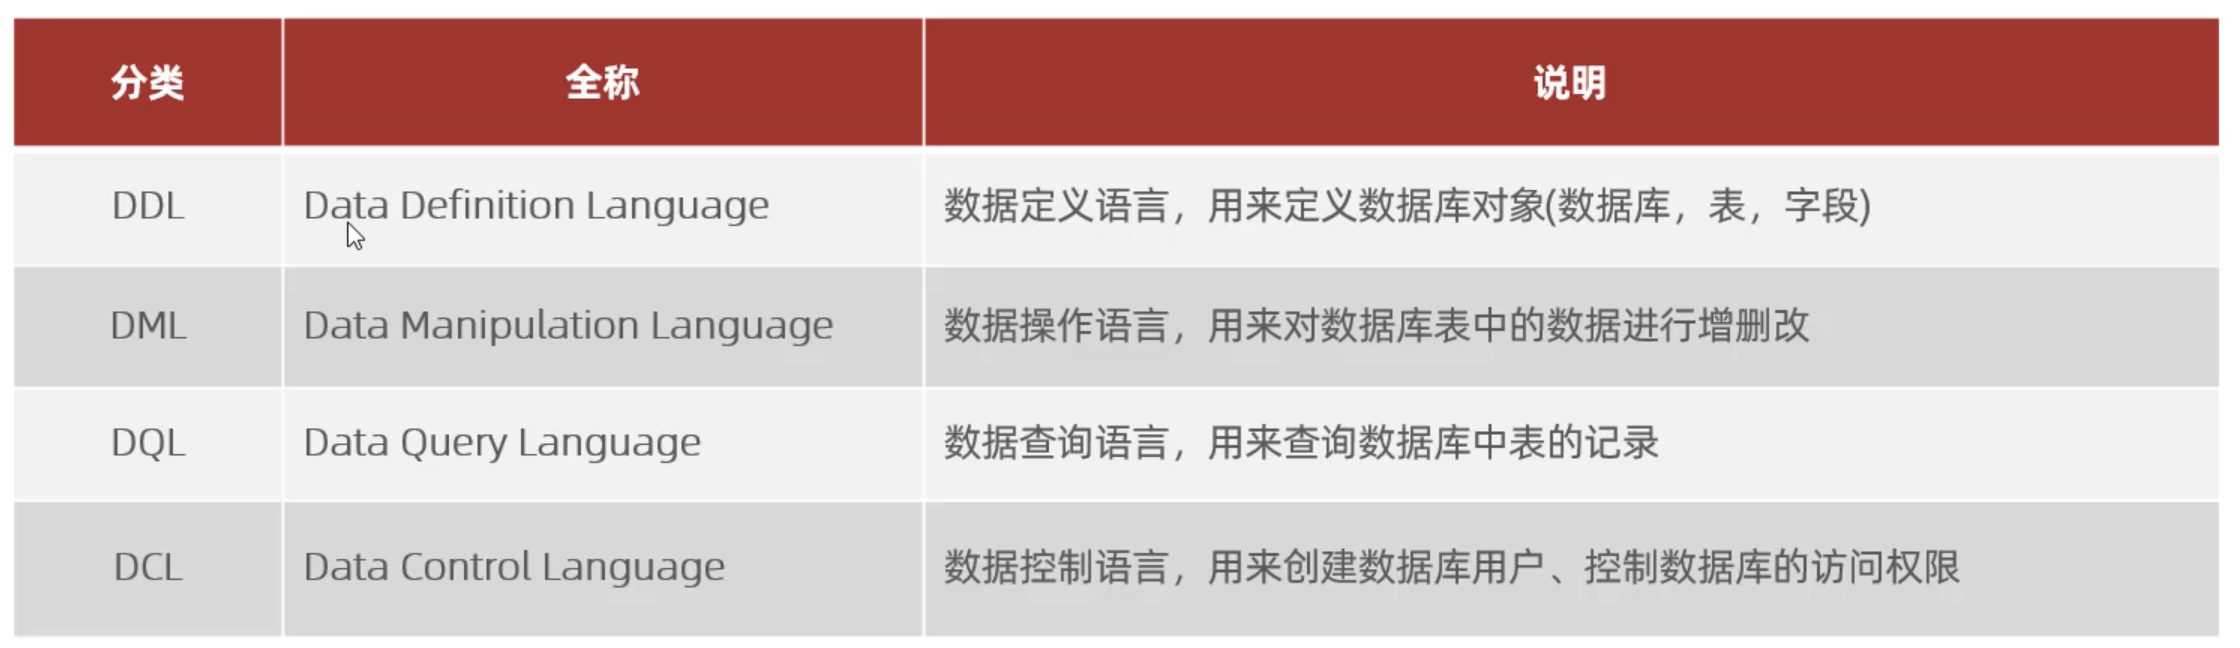 分类 全称 说明
DDL Data Definition Language 数据定义语言，用来定义数据库对象(数据库，表，字段)
DML Data Manipulation Language 数据操作语言，用来对数据库表中的数据进行增删改
DQL Data Query Language 数据查询语言，用来查询数据库中表的记录
DCL Data Control Language 数据控制语言，用来创建数据库用户、控制数据库的访问权限